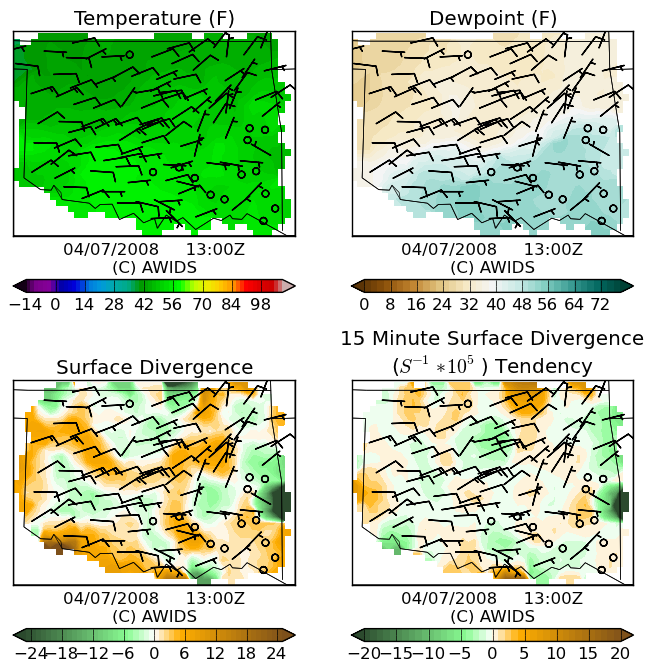 Temperature (F)
Dewpoint (F)
04/07/2008 13:00Z
(C) AWIDS
04/07/2008 13:00Z
(C) AWIDS
−14 0 14 28 42 56 70 84 98
0 8 16 24 32 40 48 56 64 72
Surface Divergence
15 Minute Surface Divergence
(S⁻¹ *10⁵ ) Tendency
04/07/2008 13:00Z
(C) AWIDS
04/07/2008 13:00Z
(C) AWIDS
−24 −18 −12 −6 0 6 12 18 24
−20 −15 −10 −5 0 5 10 15 20